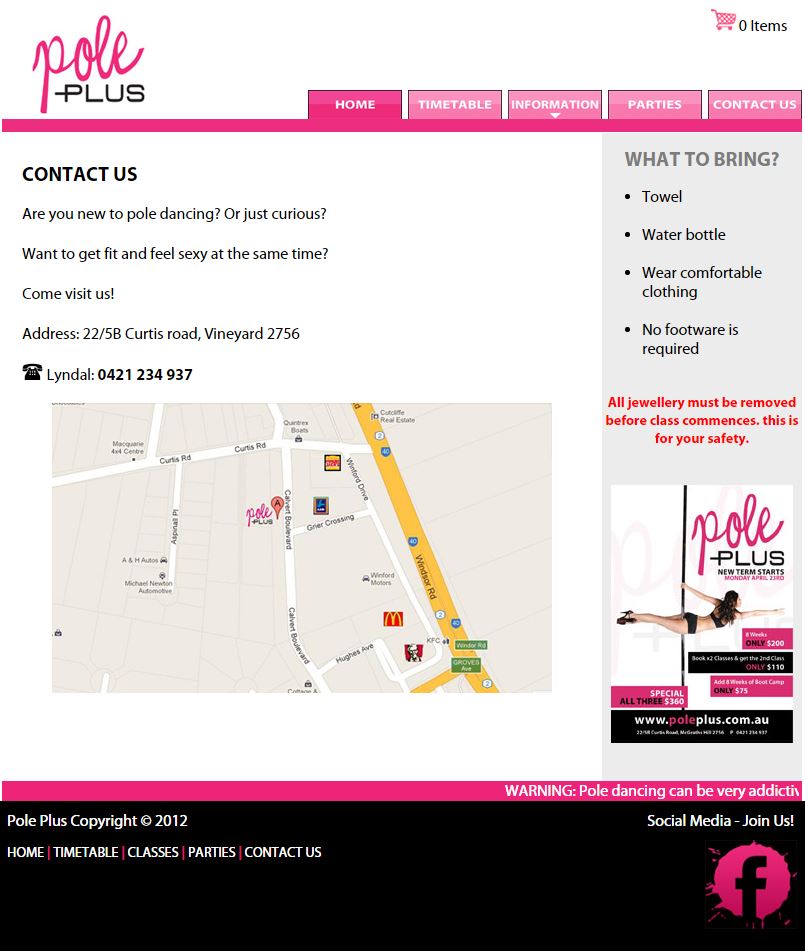 pole
PLUS
0 Items
HOME
TIMETABLE
INFORMATION
PARTIES
CONTACT US
CONTACT US
Are you new to pole dancing? Or just curious?
Want to get fit and feel sexy at the same time?
Come visit us!
Address: 22/5B Curtis road, Vineyard 2756
Lyndal: 0421 234 937
Cutcliffe
Real Estate
Quintrex
Boats
Macquarie
4x4 Centre
Curtis Rd
Curtis Rd
2
40
Winford Drive
A
pole
PLUS
Calvert Boulevard
Grier Crossing
Aspinall Pl
40
A & H Autos
Michael Newton
Automotive
Winford
Motors
Windsor Rd
2
40
Calvert Boulevard
KFC
Windor Rd
Hughes Ave
GROVES
Ave
2
Cottage &
WHAT TO BRING?
• Towel
• Water bottle
• Wear comfortable
clothing
• No footware is
required
All jewellery must be removed
before class commences. this is
for your safety.
pole
PLUS
NEW TERM STARTS
MONDAY APRIL 23RD
8 Weeks
ONLY $200
Book x2 Classes & get the 2nd Class
ONLY $110
Add 8 Weeks of Boot Camp
ONLY $75
SPECIAL
ALL THREE $360
www.poleplus.com.au
22/5B Curtis Road, McGraths Hill 2756 P 0421 234 937
WARNING: Pole dancing can be very addictiv
Pole Plus Copyright © 2012
Social Media - Join Us!
HOME | TIMETABLE | CLASSES | PARTIES | CONTACT US
f